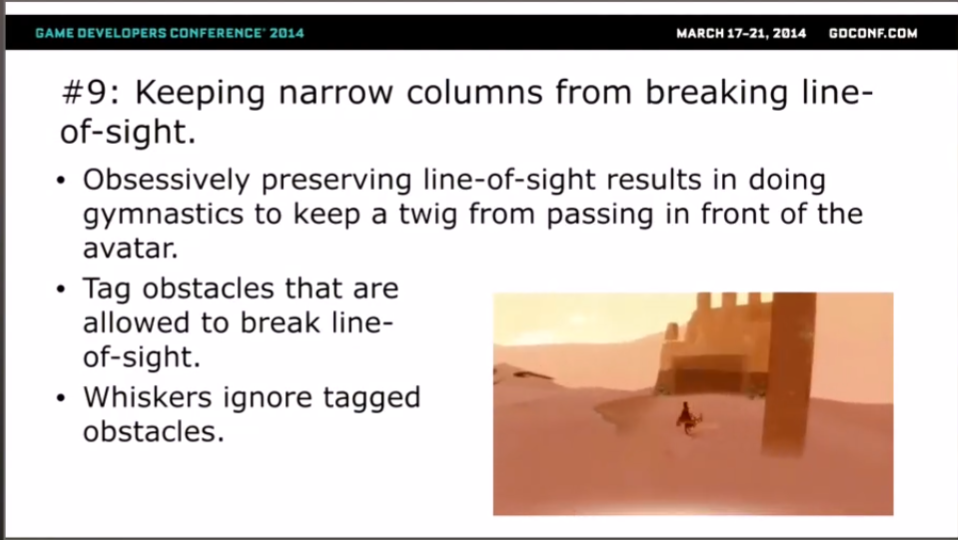 GAME DEVELOPERS CONFERENCE® 2014
MARCH 17–21, 2014 GDCONF.COM
#9: Keeping narrow columns from breaking line-
of-sight.
• Obsessively preserving line-of-sight results in doing
gymnastics to keep a twig from passing in front of the
avatar.
• Tag obstacles that are
allowed to break line-
of-sight.
• Whiskers ignore tagged
obstacles.